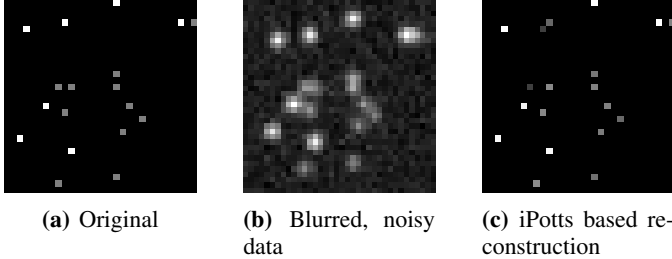 (a) Original
(b) Blurred, noisy
data
(c) iPotts based re-
construction